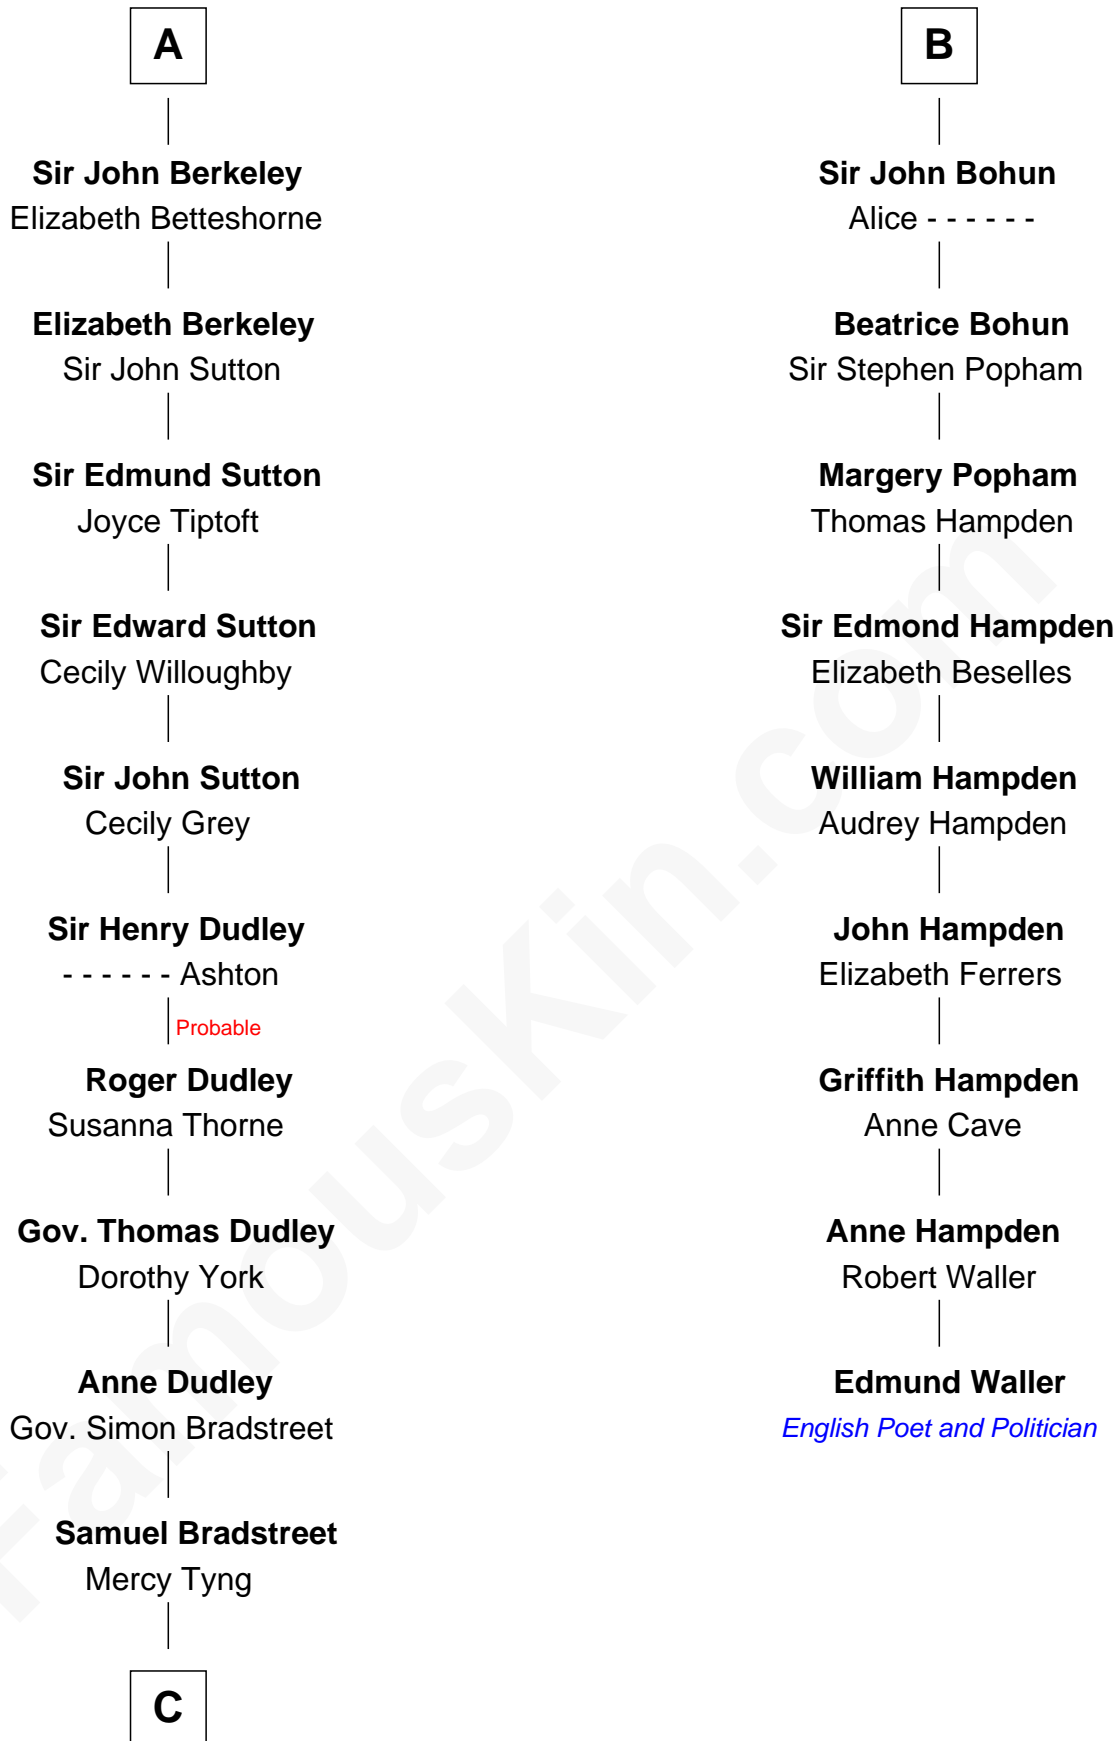 A
Sir John Berkeley
Elizabeth Betteshorne
Elizabeth Berkeley
Sir John Sutton
Sir Edmund Sutton
Joyce Tiptoft
Sir Edward Sutton
Cecily Willoughby
Sir John Sutton
Cecily Grey
Sir Henry Dudley
- - - - - - Ashton
Probable
Roger Dudley
Susanna Thorne
Gov. Thomas Dudley
Dorothy York
Anne Dudley
Gov. Simon Bradstreet
Samuel Bradstreet
Mercy Tyng
C
B
Sir John Bohun
Alice - - - - - -
Beatrice Bohun
Sir Stephen Popham
Margery Popham
Thomas Hampden
Sir Edmond Hampden
Elizabeth Beselles
William Hampden
Audrey Hampden
John Hampden
Elizabeth Ferrers
Griffith Hampden
Anne Cave
Anne Hampden
Robert Waller
Edmund Waller
English Poet and Politician
FamousKin.com